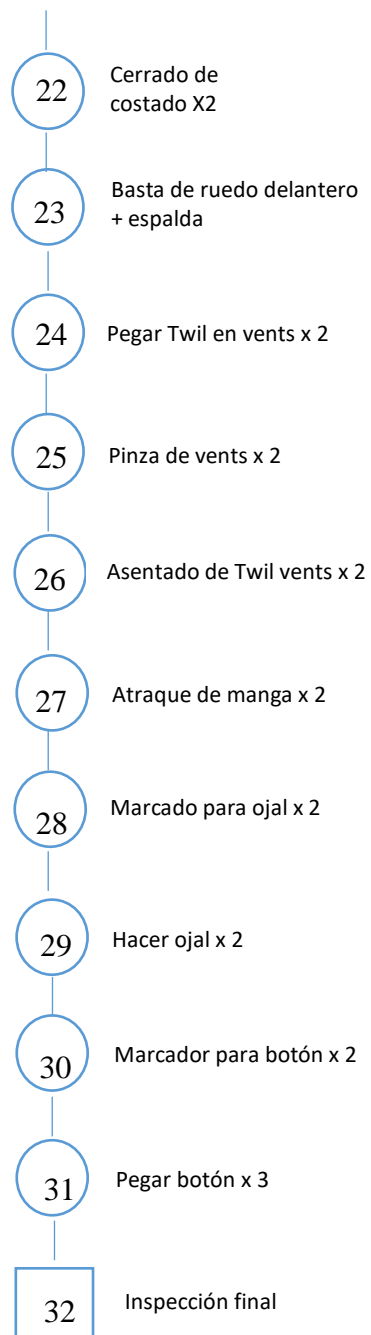 22
Cerrado de
costado X2
23
Basta de ruedo delantero
+ espalda
24
Pegar Twil en vents x 2
25
Pinza de vents x 2
26
Asentado de Twil vents x 2
27
Atraque de manga x 2
28
Marcado para ojal x 2
29
Hacer ojal x 2
30
Marcador para botón x 2
31
Pegar botón x 3
32
Inspección final